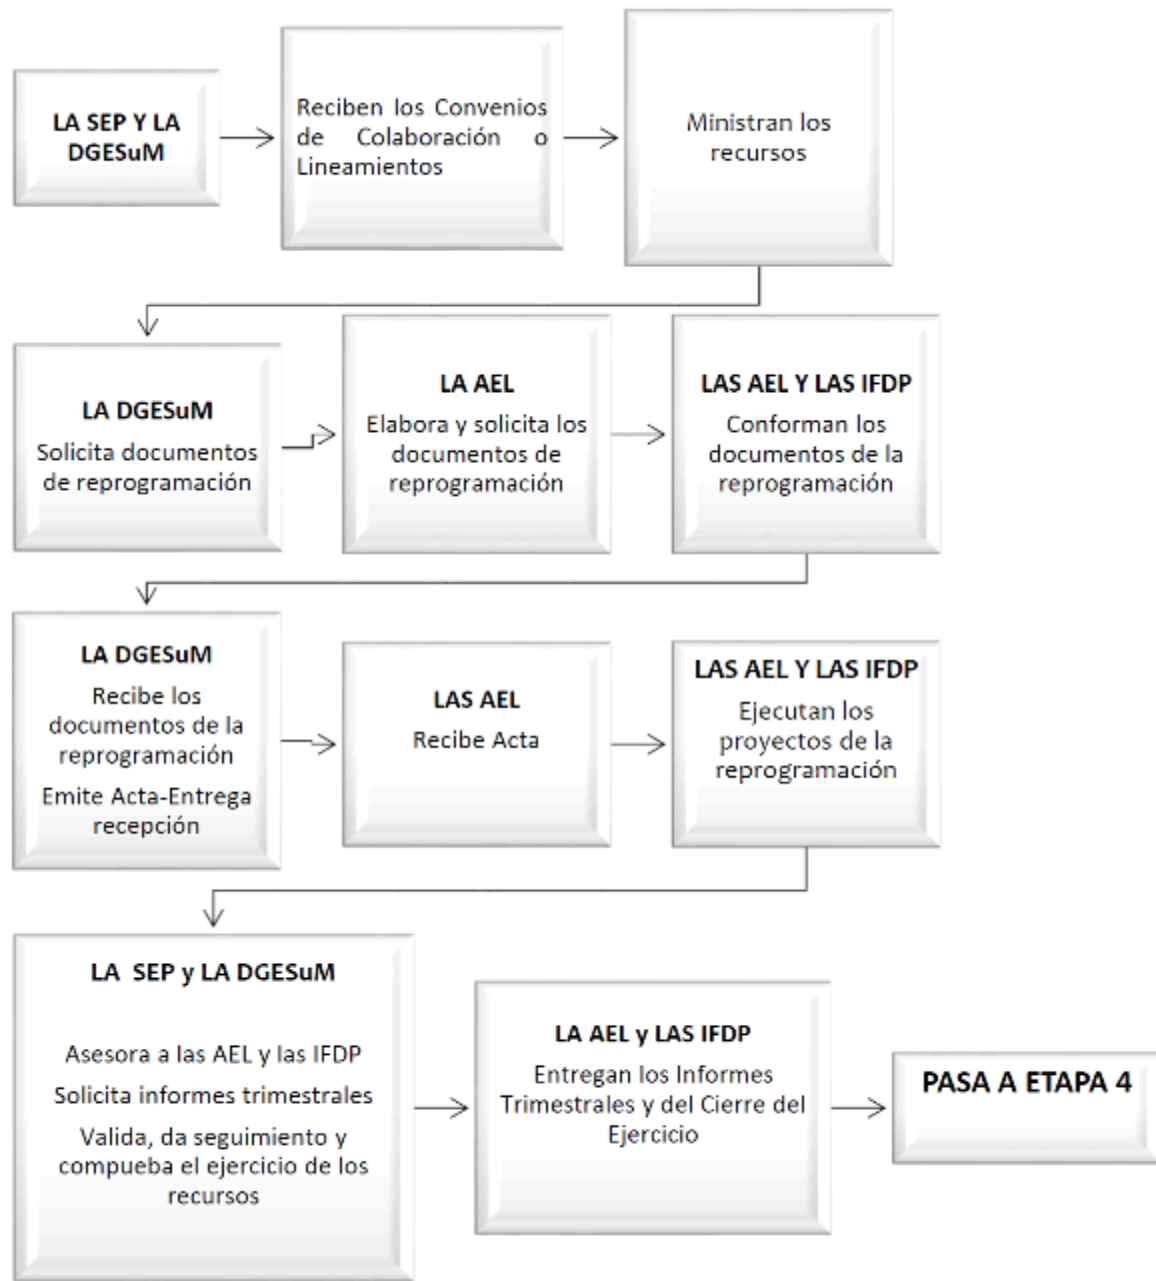 LA SEP Y LA
DGESuM
Reciben los Convenios
de Colaboración o
Lineamientos
Ministran los
recursos
LA DGESuM
Solicita documentos
de reprogramación
LA AEL
Elabora y solicita los
documentos de
reprogramación
LAS AEL Y LAS IFDP
Conforman los
documentos de la
reprogramación
LA DGESuM
Recibe los
documentos de la
reprogramación
Emite Acta-Entrega
recepción
LAS AEL
Recibe Acta
LAS AEL Y LAS IFDP
Ejecutan los
proyectos de la
reprogramación
LA SEP y LA DGESuM
Asesora a las AEL y las IFDP
Solicita informes trimestrales
Valida, da seguimiento y
compueba el ejercicio de los
recursos
LA AEL y LAS IFDP
Entregan los Informes
Trimestrales y del Cierre del
Ejercicio
PASA A ETAPA 4